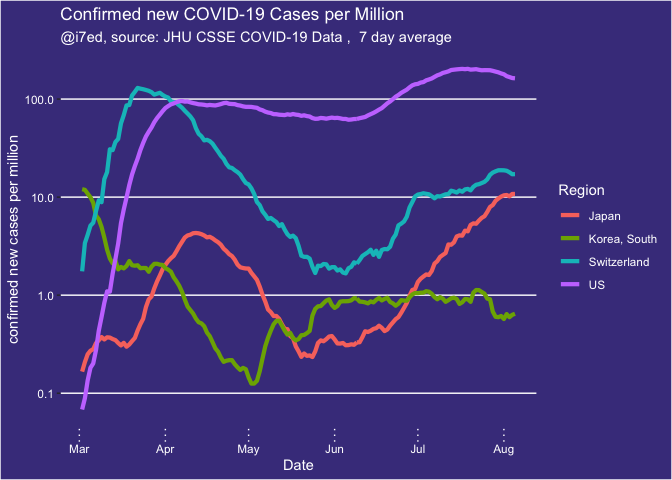 Confirmed new COVID-19 Cases per Million
@i7ed, source: JHU CSSE COVID-19 Data , 7 day average
confirmed new cases per million
100.0
10.0
1.0
0.1
Mar
Apr
May
Jun
Jul
Aug
Date
Region
Japan
Korea, South
Switzerland
US